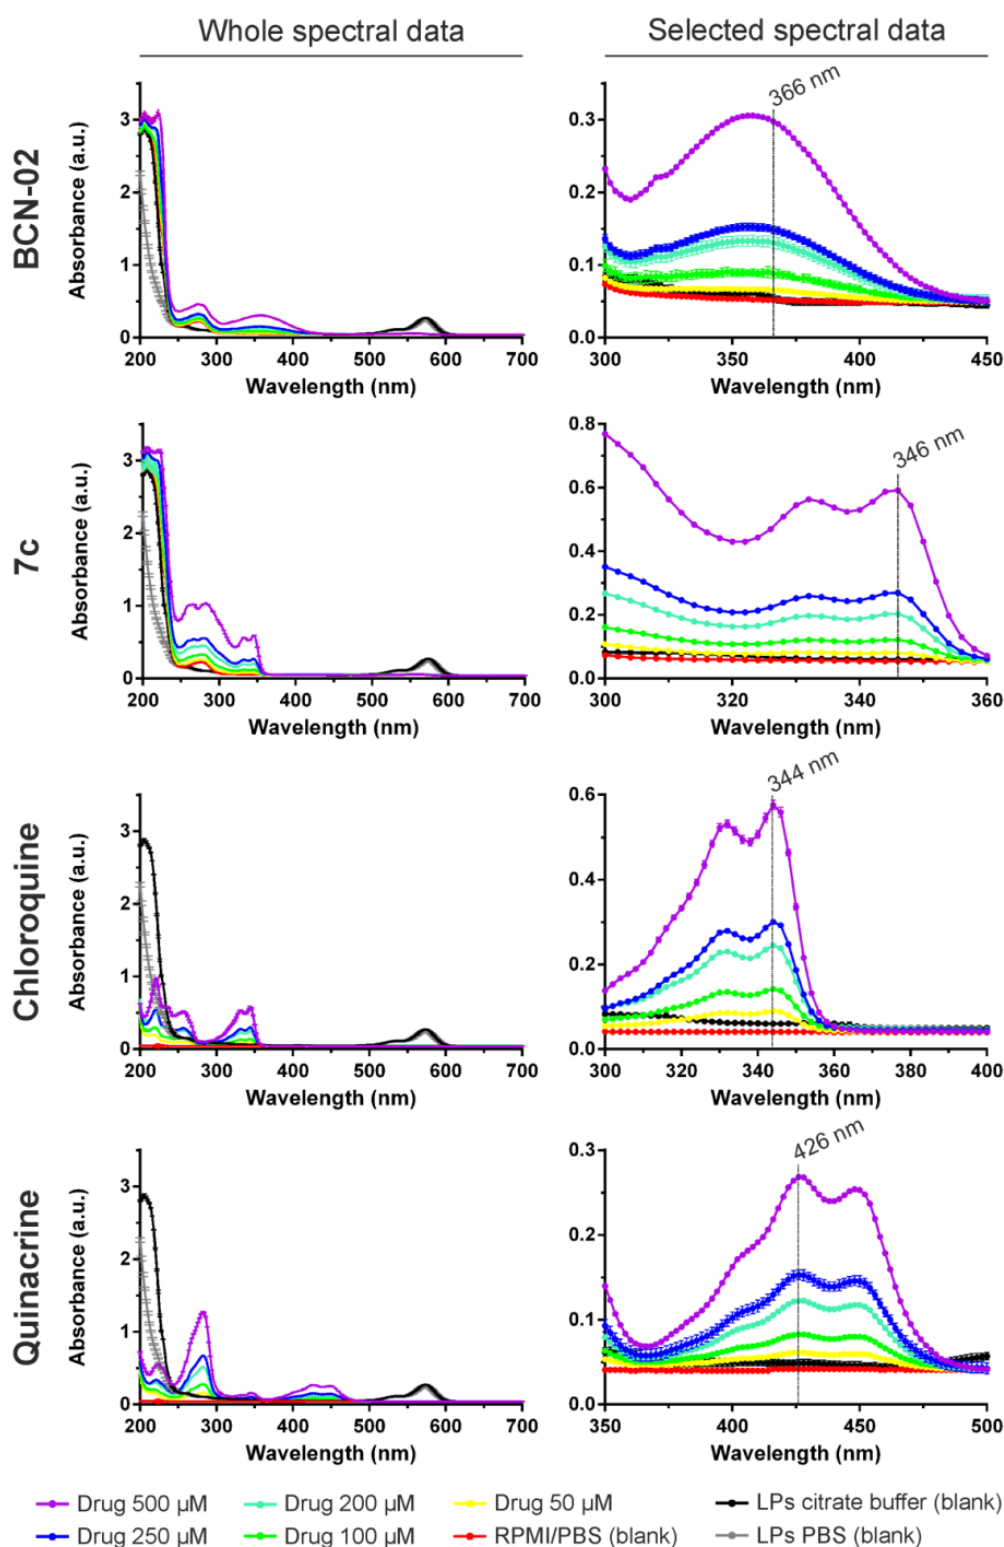 Whole spectral data
Selected spectral data
BCN-02
Absorbance (a.u.)
3
2
1
0
200 300 400 500 600 700
Wavelength (nm)
366 nm
0.3
0.2
0.1
0.0
300 350 400 450
Wavelength (nm)
7c
Absorbance (a.u.)
3
2
1
0
200 300 400 500 600 700
Wavelength (nm)
346 nm
0.8
0.6
0.4
0.2
0.0
300 320 340 360
Wavelength (nm)
Chloroquine
Absorbance (a.u.)
3
2
1
0
200 300 400 500 600 700
Wavelength (nm)
344 nm
0.6
0.4
0.2
0.0
300 320 340 360 380 400
Wavelength (nm)
Quinacrine
Absorbance (a.u.)
3
2
1
0
200 300 400 500 600 700
Wavelength (nm)
426 nm
0.3
0.2
0.1
0.0
350 400 450 500
Wavelength (nm)
Drug 500 µM Drug 200 µM Drug 50 µM LPs citrate buffer (blank)
Drug 250 µM Drug 100 µM RPMI/PBS (blank) LPs PBS (blank)